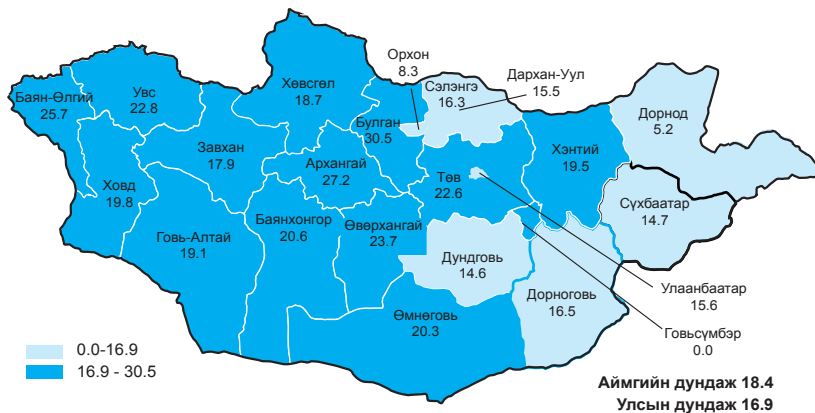 Орхон
8.3
Хөвсгөл
18.7
Сэлэнгэ
16.3
Дархан-Уул
15.5
Баян-Өлгий
25.7
Увс
22.8
Дорнод
5.2
Булган
30.5
Завхан
17.9
Архангай
27.2
Хэнтий
19.5
Төв
22.6
Ховд
19.8
Сүхбаатар
14.7
Баянхонгор
20.6
Өвөрхангай
23.7
Говь-Алтай
19.1
Дундговь
14.6
Улаанбаатар
15.6
Дорноговь
16.5
Өмнөговь
20.3
Говьсүмбэр
0.0
0.0-16.9
16.9 - 30.5
Аймгийн дундаж 18.4
Улсын дундаж 16.9